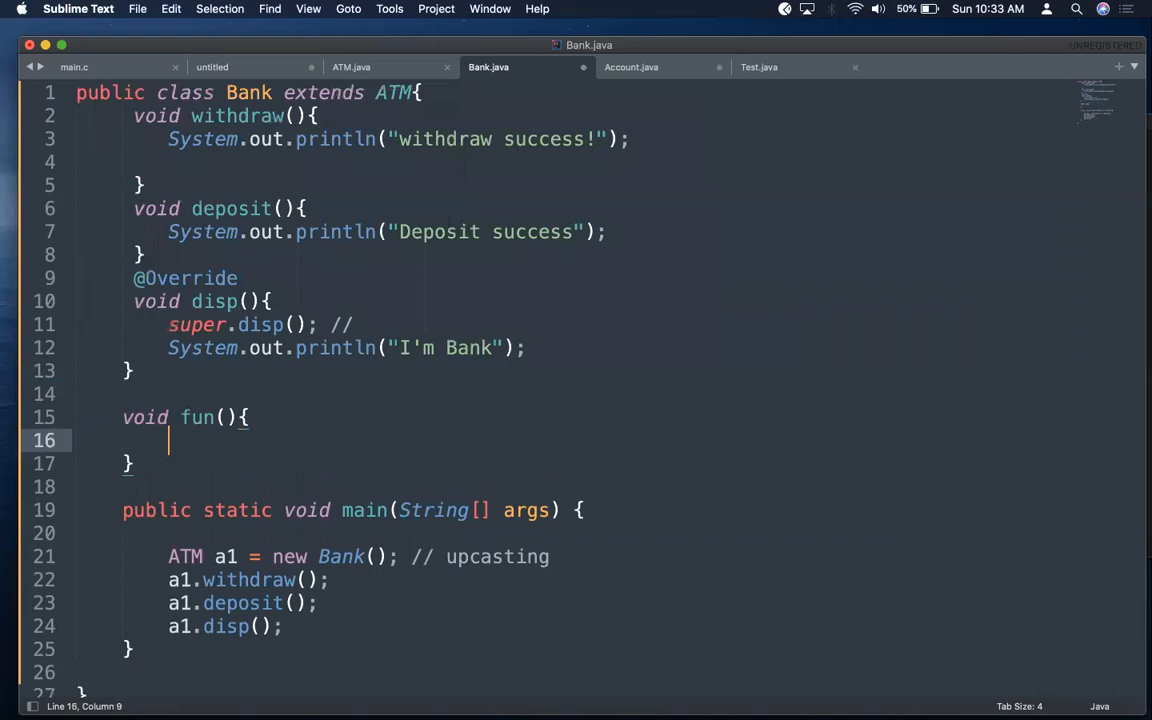 Sublime Text File Edit Selection Find View Goto Tools Project Window Help 50% Sun 10:33 AM
Bank.java UNREGISTERED
main.c untitled ATM.java Bank.java Account.java Test.java
1 public class Bank extends ATM{
2 void withdraw(){
3 System.out.println("withdraw success!");
4
5 }
6 void deposit(){
7 System.out.println("Deposit success");
8 }
9 @Override
10 void disp(){
11 super.disp(); //
12 System.out.println("I'm Bank");
13 }
14
15 void fun(){
16
17 }
18
19 public static void main(String[] args) {
20
21 ATM a1 = new Bank(); // upcasting
22 a1.withdraw();
23 a1.deposit();
24 a1.disp();
25 }
26
27 }
Line 16, Column 9 Tab Size: 4 Java